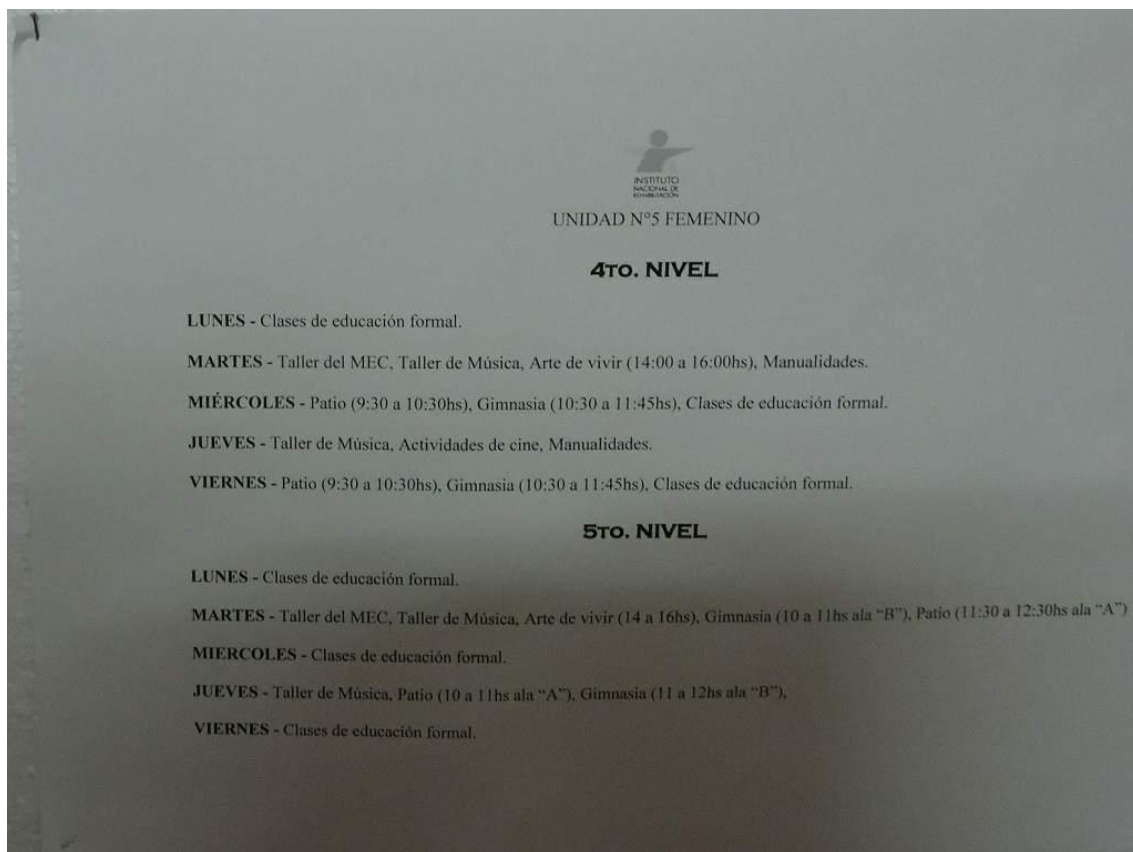 INSTITUTO
NACIONAL DE
REHABILITACIÓN
UNIDAD N°5 FEMENINO
4TO. NIVEL
LUNES - Clases de educación formal.
MARTES - Taller del MEC, Taller de Música, Arte de vivir (14:00 a 16:00hs), Manualidades.
MIÉRCOLES - Patio (9:30 a 10:30hs), Gimnasia (10:30 a 11:45hs), Clases de educación formal.
JUEVES - Taller de Música, Actividades de cine, Manualidades.
VIERNES - Patio (9:30 a 10:30hs), Gimnasia (10:30 a 11:45hs), Clases de educación formal.
5TO. NIVEL
LUNES - Clases de educación formal.
MARTES - Taller del MEC, Taller de Música, Arte de vivir (14 a 16hs), Gimnasia (10 a 11hs ala “B”), Patio (11:30 a 12:30hs ala “A”)
MIERCOLES - Clases de educación formal.
JUEVES - Taller de Música, Patio (10 a 11hs ala “A”), Gimnasia (11 a 12hs ala “B”),
VIERNES - Clases de educación formal.